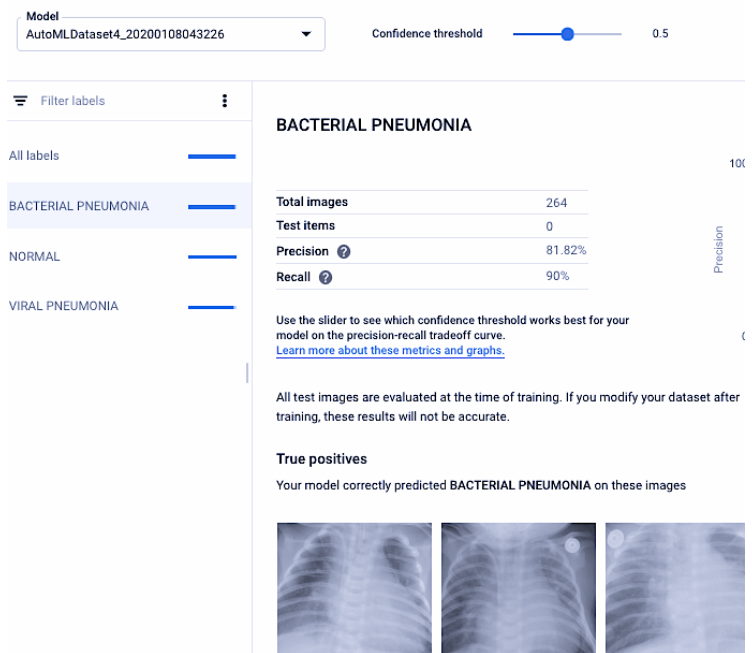 Model
AutoMLDataset4_20200108043226
Confidence threshold
0.5
Filter labels
All labels
BACTERIAL PNEUMONIA
NORMAL
VIRAL PNEUMONIA
BACTERIAL PNEUMONIA
Total images 264
Test items 0
Precision ? 81.82%
Recall ? 90%
Use the slider to see which confidence threshold works best for your
model on the precision-recall tradeoff curve.
Learn more about these metrics and graphs.
100
Precision
0
All test images are evaluated at the time of training. If you modify your dataset after
training, these results will not be accurate.
True positives
Your model correctly predicted BACTERIAL PNEUMONIA on these images